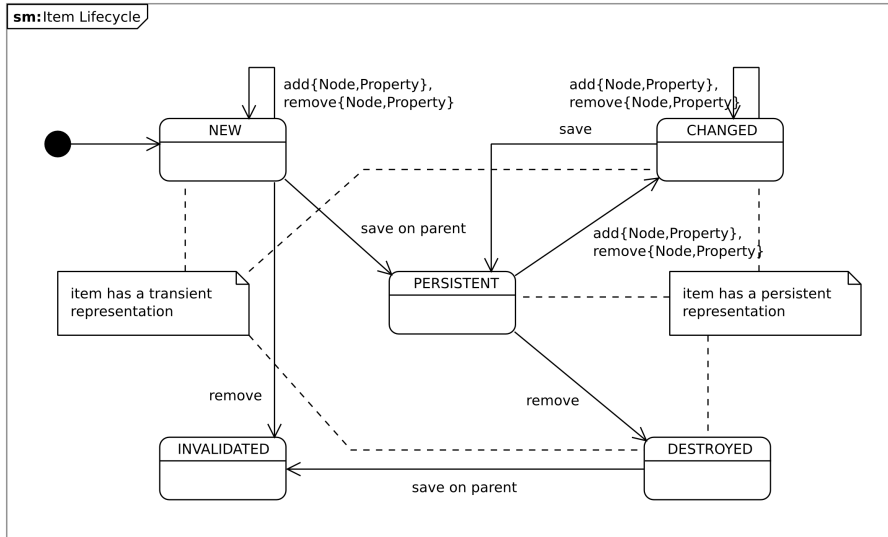 sm:Item Lifecycle
add{Node,Property},
remove{Node,Property}
add{Node,Property},
remove{Node,Property}
NEW
save
CHANGED
save on parent
add{Node,Property},
remove{Node,Property}
item has a transient
representation
PERSISTENT
item has a persistent
representation
remove
remove
INVALIDATED
DESTROYED
save on parent